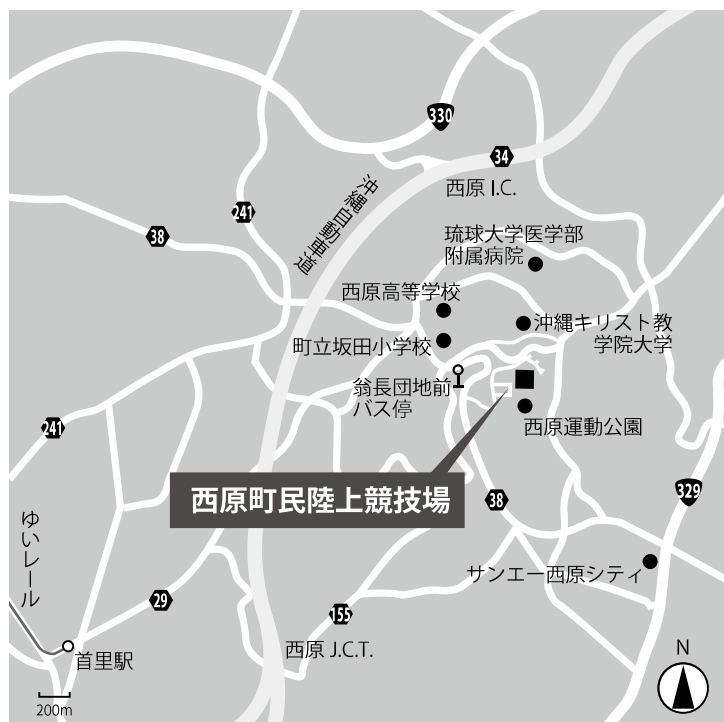 330
34
西原 I.C.
沖縄自動車道
241
38
琉球大学医学部
附属病院
西原高等学校
沖縄キリスト教
学院大学
町立坂田小学校
翁長団地前
バス停
西原運動公園
241
西原町民陸上競技場
38
329
ゆいレール
サンエー西原シティ
29
155
西原 J.C.T.
首里駅
N
200m